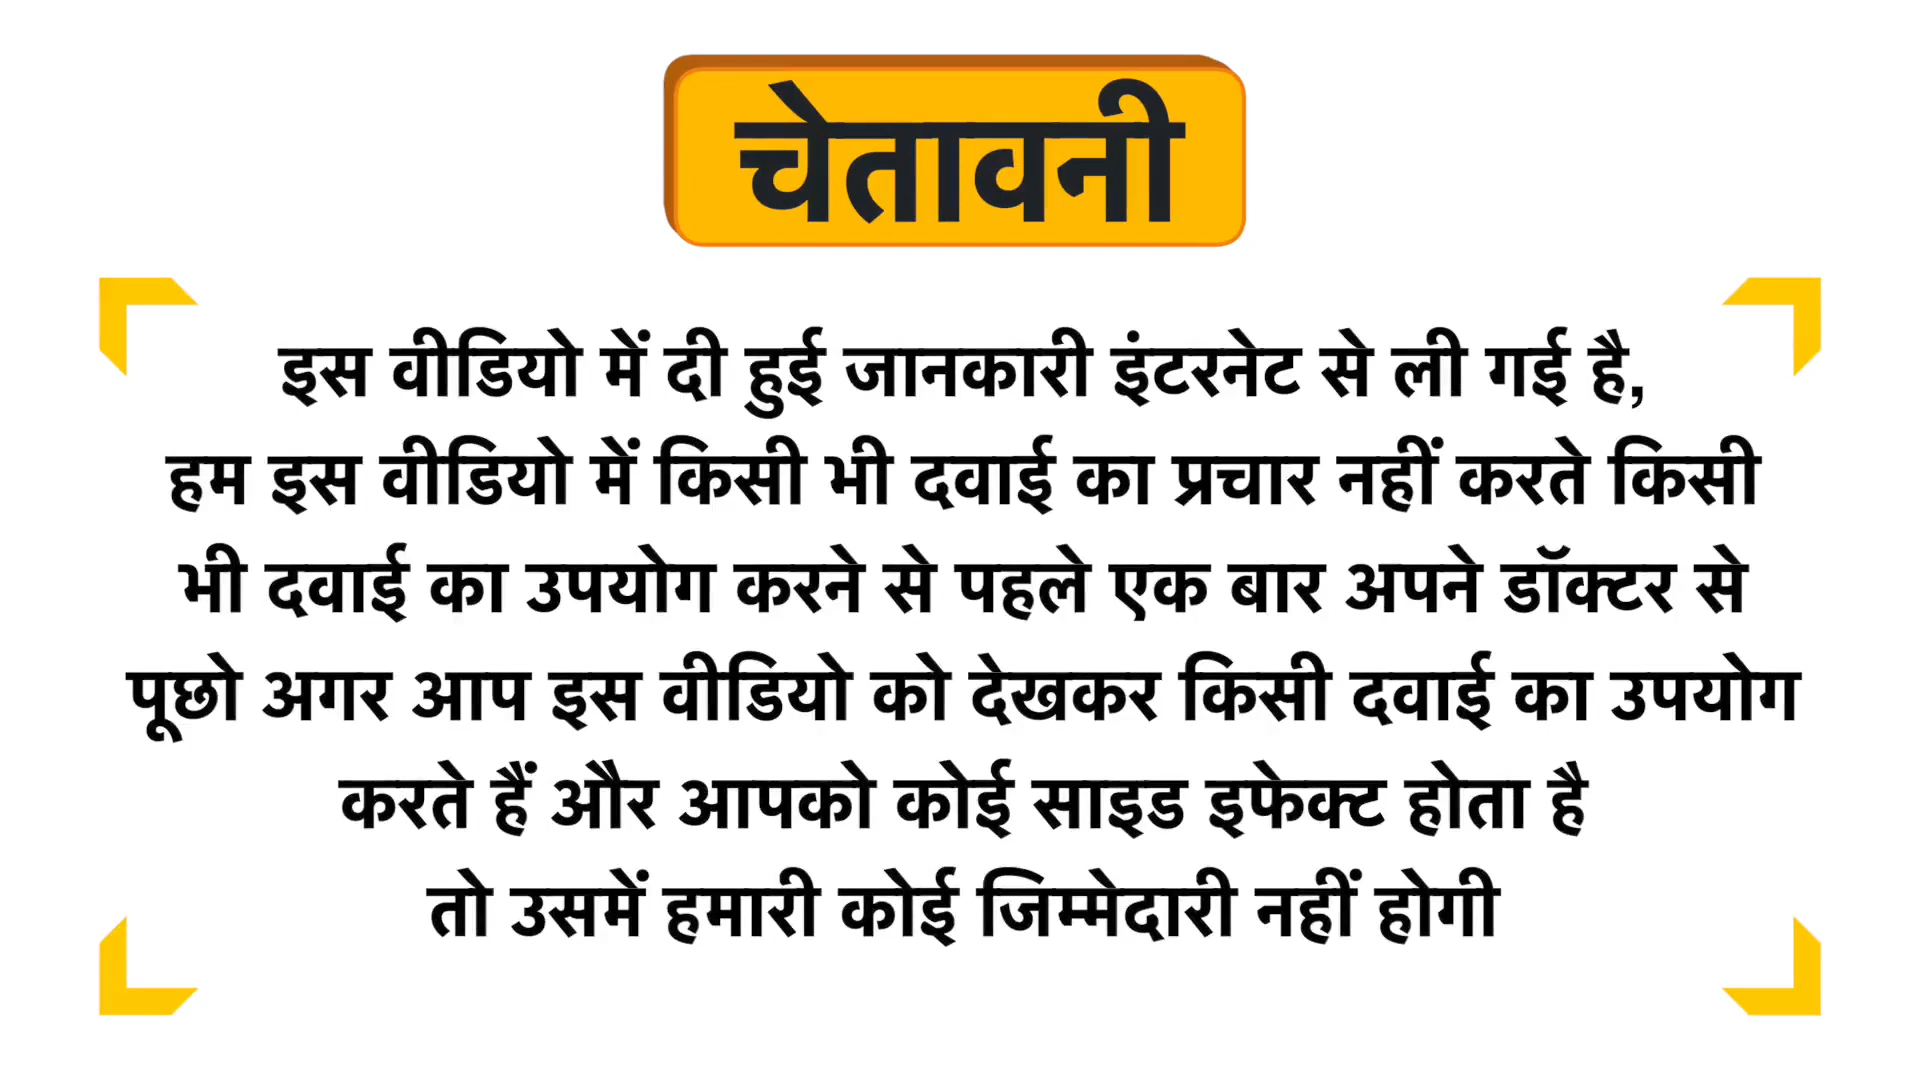 चेतावनी
इस वीडियो में दी हुई जानकारी इंटरनेट से ली गई है,
हम इस वीडियो में किसी भी दवाई का प्रचार नहीं करते किसी
भी दवाई का उपयोग करने से पहले एक बार अपने डॉक्टर से
पूछो अगर आप इस वीडियो को देखकर किसी दवाई का उपयोग
करते हैं और आपको कोई साइड इफेक्ट होता है
तो उसमें हमारी कोई जिम्मेदारी नहीं होगी